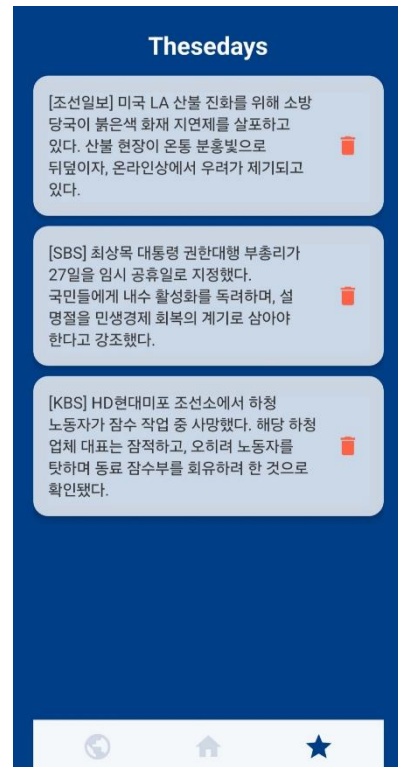 Thesedays
[조선일보] 미국 LA 산불 진화를 위해 소방
당국이 붉은색 화재 지연제를 살포하고
있다. 산불 현장이 온통 분홍빛으로
뒤덮이자, 온라인상에서 우려가 제기되고
있다.
[SBS] 최상목 대통령 권한대행 부총리가
27일을 임시 공휴일로 지정했다.
국민들에게 내수 활성화를 독려하며, 설
명절을 민생경제 회복의 계기로 삼아야
한다고 강조했다.
[KBS] HD현대미포 조선소에서 하청
노동자가 잠수 작업 중 사망했다. 해당 하청
업체 대표는 잠적하고, 오히려 노동자를
탓하며 동료 잠수부를 회유하려 한 것으로
확인됐다.